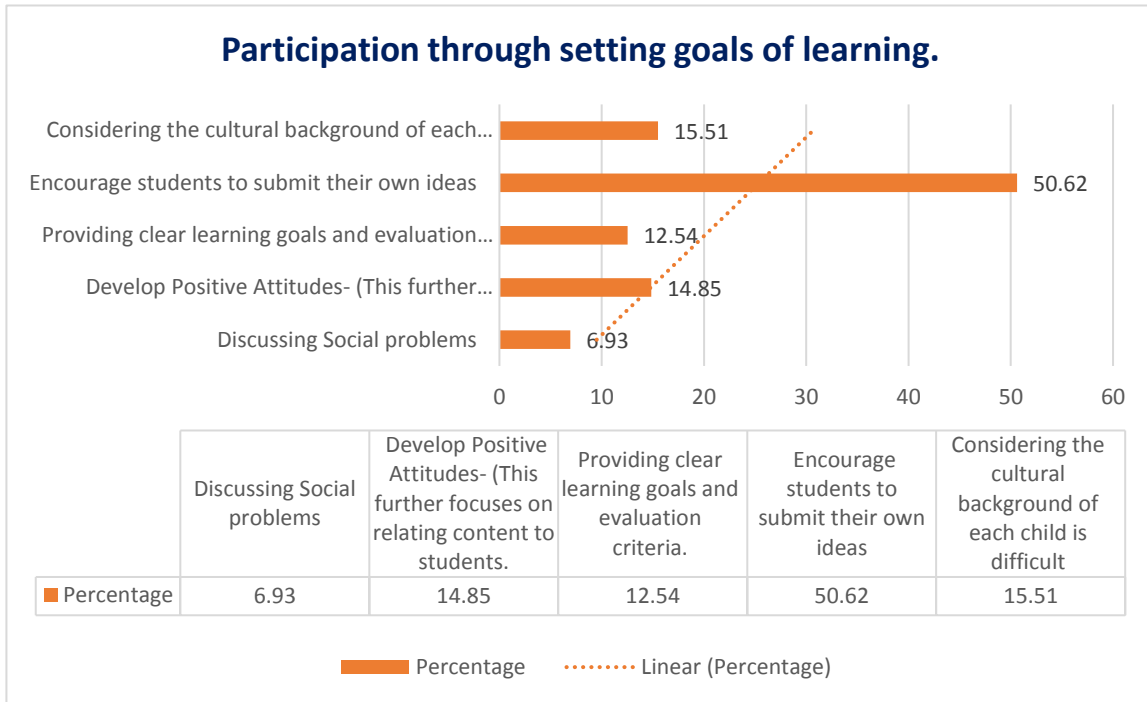 Participation through setting goals of learning.
Considering the cultural background of each... 15.51
Encourage students to submit their own ideas 50.62
Providing clear learning goals and evaluation... 12.54
Develop Positive Attitudes- (This further... 14.85
Discussing Social problems 6.93
0 10 20 30 40 50 60
Discussing Social
problems
Develop Positive
Attitudes- (This
further focuses on
relating content to
students.
Providing clear
learning goals and
evaluation
criteria.
Encourage
students to
submit their own
ideas
Considering the
cultural
background of
each child is
difficult
Percentage 6.93 14.85 12.54 50.62 15.51
Percentage Linear (Percentage)